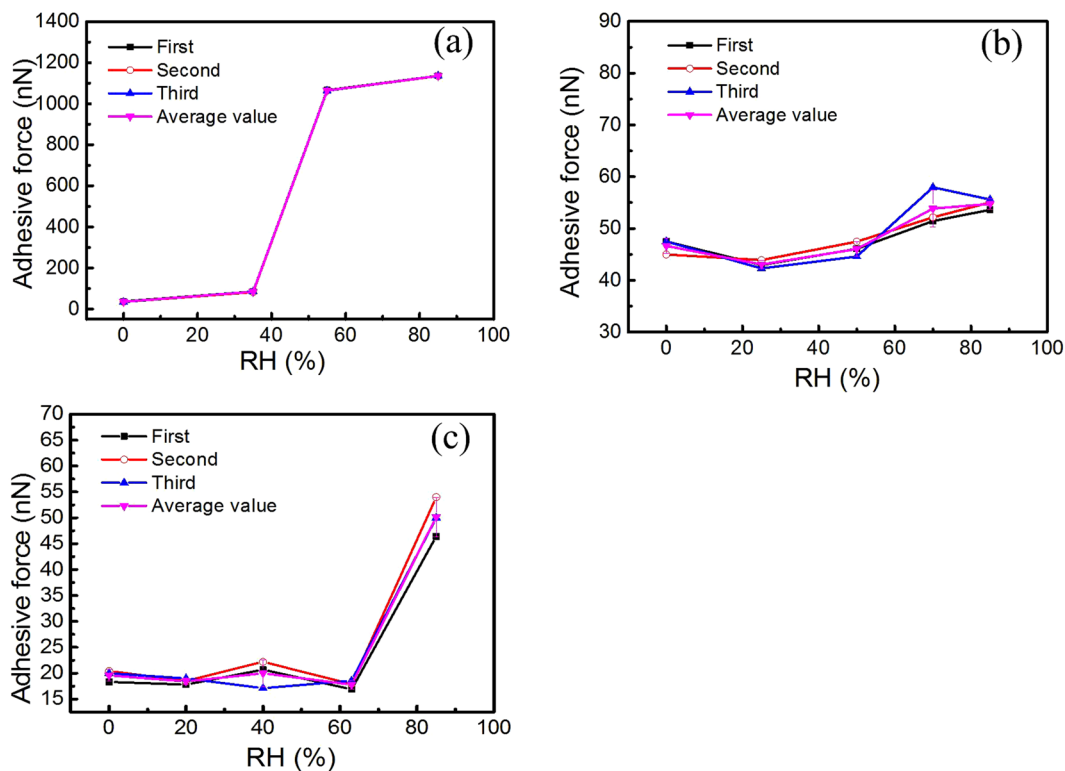 (a)
First
Second
Third
Average value
Adhesive force (nN)
1400
1200
1000
800
600
400
200
0
0 20 40 60 80 100
RH (%)
(b)
First
Second
Third
Average value
Adhesive force (nN)
90
80
70
60
50
40
30
0 20 40 60 80 100
RH (%)
(c)
First
Second
Third
Average value
Adhesive force (nN)
70
65
60
55
50
45
40
35
30
25
20
15
0 20 40 60 80 100
RH (%)